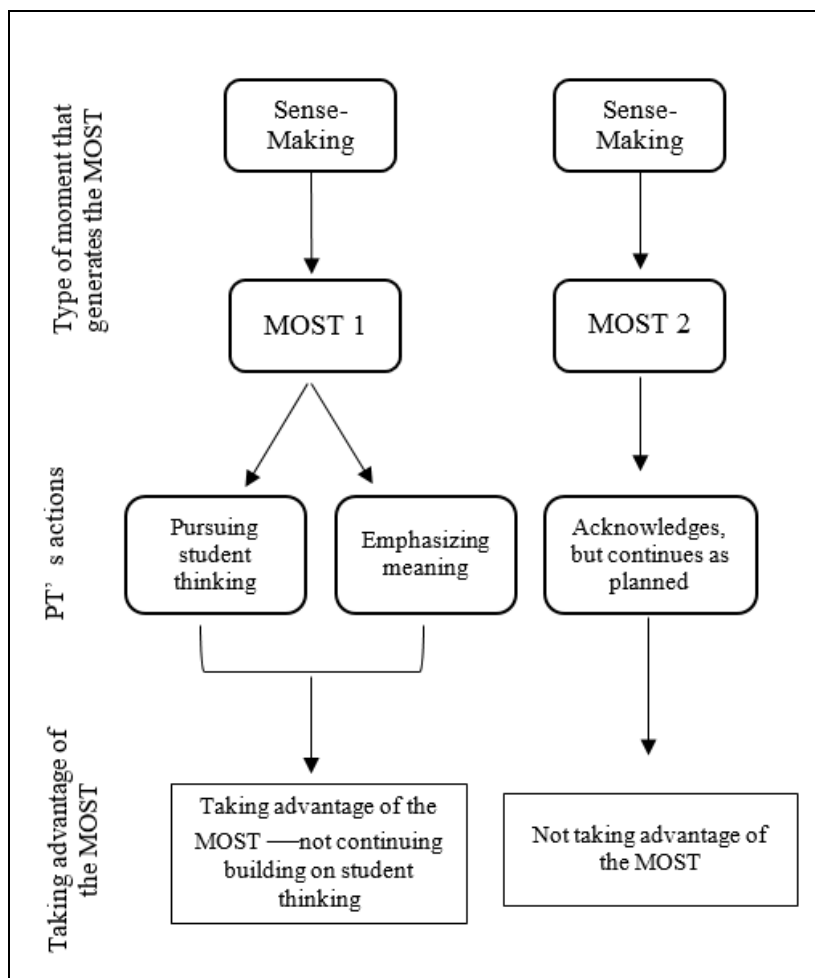 Type of moment that
generates the MOST
Sense-
Making
Sense-
Making
MOST 1
MOST 2
PT’ s actions
Pursuing
student
thinking
Emphasizing
meaning
Acknowledges,
but continues as
planned
Taking advantage of
the MOST
Taking advantage of the
MOST —–not continuing
building on student
thinking
Not taking advantage of
the MOST